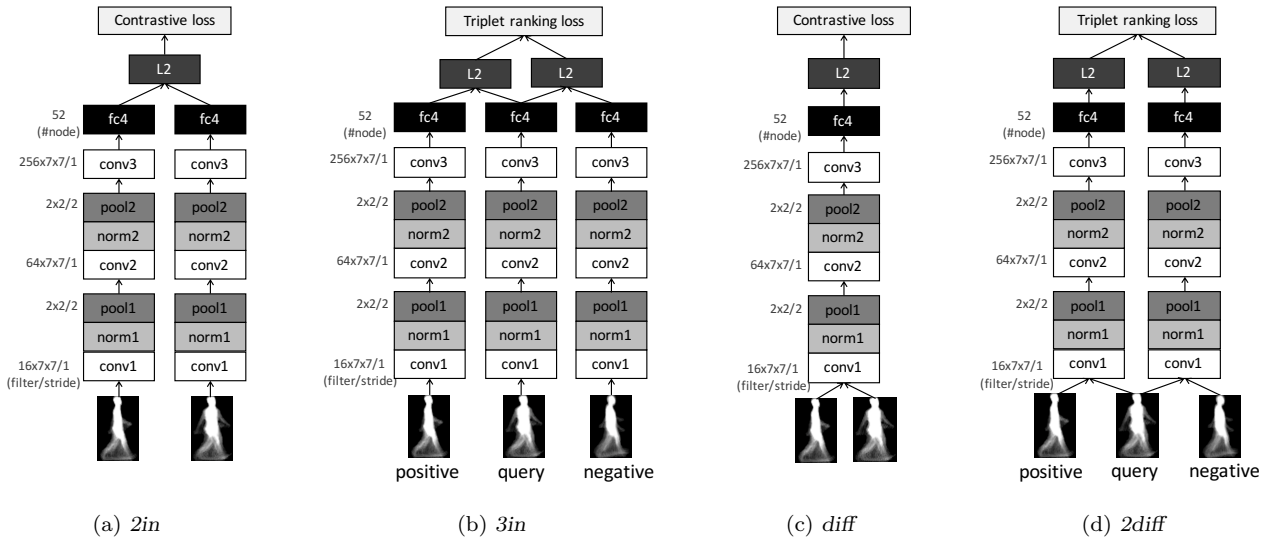 Contrastive loss
L2
52
(#node)
fc4
fc4
256x7x7/1
conv3
conv3
2x2/2
pool2
pool2
norm2
norm2
64x7x7/1
conv2
conv2
2x2/2
pool1
pool1
norm1
norm1
16x7x7/1
(filter/stride)
conv1
conv1
(a) 2in
Triplet ranking loss
L2
L2
52
(#node)
fc4
fc4
fc4
256x7x7/1
conv3
conv3
conv3
2x2/2
pool2
pool2
pool2
norm2
norm2
norm2
64x7x7/1
conv2
conv2
conv2
2x2/2
pool1
pool1
pool1
norm1
norm1
norm1
16x7x7/1
(filter/stride)
conv1
conv1
conv1
positive
query
negative
(b) 3in
Contrastive loss
L2
52
(#node)
fc4
256x7x7/1
conv3
2x2/2
pool2
norm2
64x7x7/1
conv2
2x2/2
pool1
norm1
16x7x7/1
(filter/stride)
conv1
(c) diff
Triplet ranking loss
L2
L2
52
(#node)
fc4
fc4
256x7x7/1
conv3
conv3
2x2/2
pool2
pool2
norm2
norm2
64x7x7/1
conv2
conv2
2x2/2
pool1
pool1
norm1
norm1
16x7x7/1
(filter/stride)
conv1
conv1
positive
query
negative
(d) 2diff